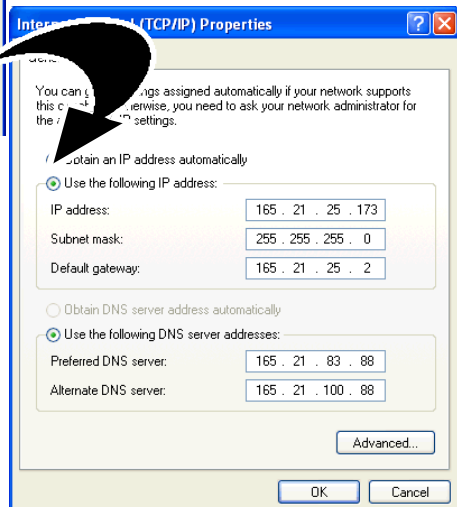 (TCP/IP) Properties
You can assigned automatically if your network supports
this you need to ask your network administrator for
the settings.
Obtain an IP address automatically
Use the following IP address:
IP address: 165 . 21 . 25 . 173
Subnet mask: 255 . 255 . 255 . 0
Default gateway: 165 . 21 . 25 . 2
Obtain DNS server address automatically
Use the following DNS server addresses:
Preferred DNS server: 165 . 21 . 83 . 88
Alternate DNS server: 165 . 21 . 100 . 88
Advanced...
OK Cancel